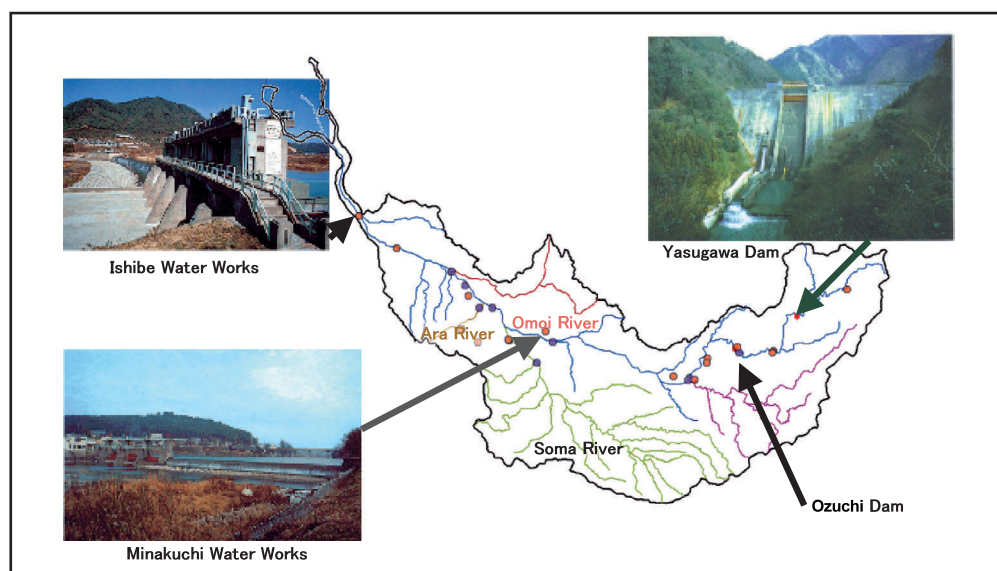 Ishibe Water Works
Yasugawa Dam
Omoi River
Ara River
Soma River
Ozuchi Dam
Minakuchi Water Works